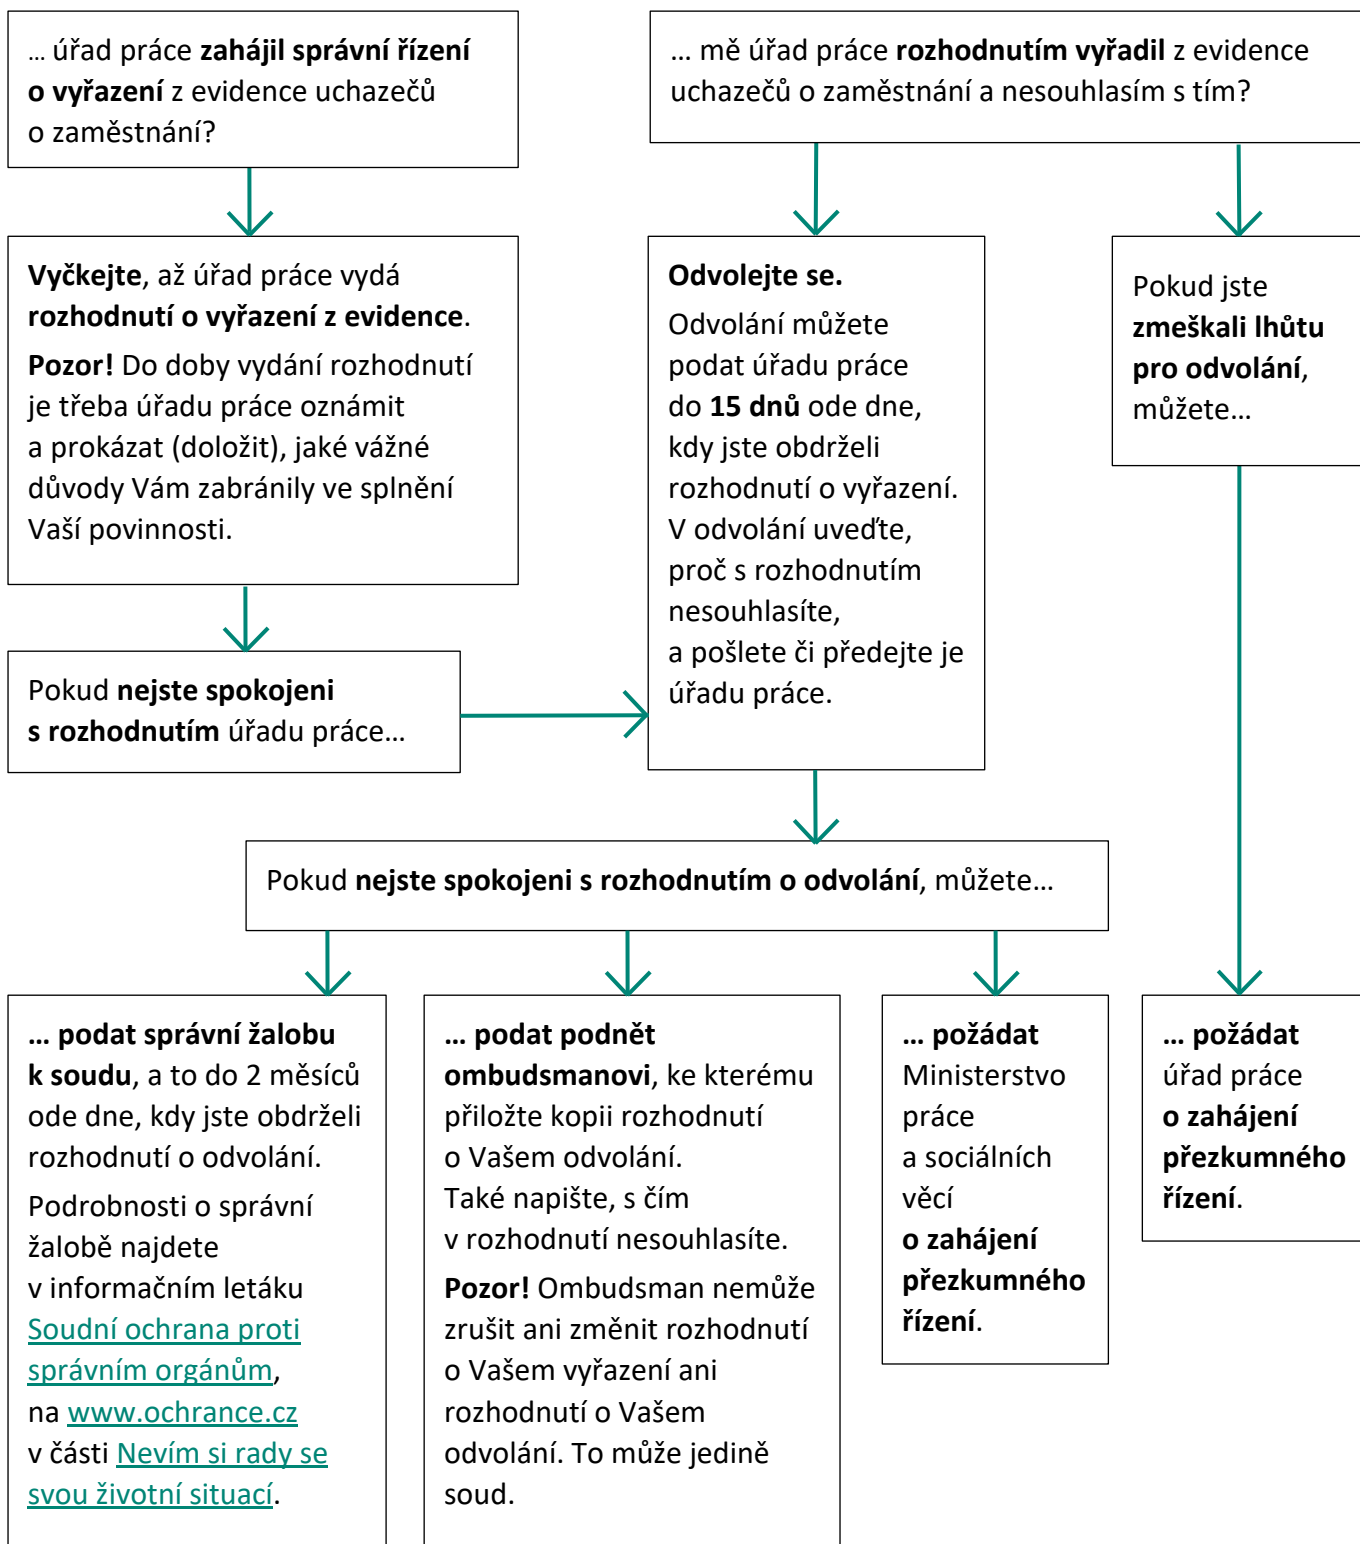 … úřad práce zahájil správní řízení
o vyřazení z evidence uchazečů
o zaměstnání?
… mě úřad práce rozhodnutím vyřadil z evidence
uchazečů o zaměstnání a nesouhlasím s tím?
Vyčkejte, až úřad práce vydá
rozhodnutí o vyřazení z evidence.
Pozor! Do doby vydání rozhodnutí
je třeba úřadu práce oznámit
a prokázat (doložit), jaké vážné
důvody Vám zabránily ve splnění
Vaší povinnosti.
Pokud nejste spokojeni
s rozhodnutím úřadu práce…
Odvolejte se.
Odvolání můžete
podat úřadu práce
do 15 dnů ode dne,
kdy jste obdrželi
rozhodnutí o vyřazení.
V odvolání uveďte,
proč s rozhodnutím
nesouhlasíte,
a pošlete či předejte je
úřadu práce.
Pokud jste
zmeškali lhůtu
pro odvolání,
můžete…
Pokud nejste spokojeni s rozhodnutím o odvolání, můžete…
… podat správní žalobu
k soudu, a to do 2 měsíců
ode dne, kdy jste obdrželi
rozhodnutí o odvolání.
Podrobnosti o správní
žalobě najdete
v informačním letáku
Soudní ochrana proti
správním orgánům,
na www.ochrance.cz
v části Nevím si rady se
svou životní situací.
… podat podnět
ombudsmanovi, ke kterému
přiložte kopii rozhodnutí
o Vašem odvolání.
Také napište, s čím
v rozhodnutí nesouhlasíte.
Pozor! Ombudsman nemůže
zrušit ani změnit rozhodnutí
o Vašem vyřazení ani
rozhodnutí o Vašem
odvolání. To může jedině
soud.
… požádat
Ministerstvo
práce
a sociálních
věcí
o zahájení
přezkumného
řízení.
… požádat
úřad práce
o zahájení
přezkumného
řízení.